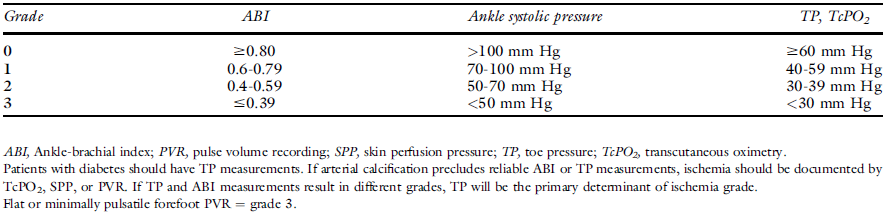 Grade ABI Ankle systolic pressure TP, TcPO2
0 ≥0.80 >100 mm Hg ≥60 mm Hg
1 0.6-0.79 70-100 mm Hg 40-59 mm Hg
2 0.4-0.59 50-70 mm Hg 30-39 mm Hg
3 ≤0.39 <50 mm Hg <30 mm Hg
ABI, Ankle-brachial index; PVR, pulse volume recording; SPP, skin perfusion pressure; TP, toe pressure; TcPO2, transcutaneous oximetry.
Patients with diabetes should have TP measurements. If arterial calcification precludes reliable ABI or TP measurements, ischemia should be documented by
TcPO2, SPP, or PVR. If TP and ABI measurements result in different grades, TP will be the primary determinant of ischemia grade.
Flat or minimally pulsatile forefoot PVR = grade 3.